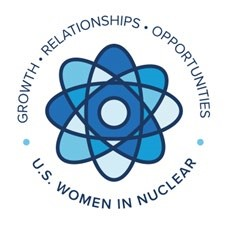 GROWTH • RELATIONSHIPS • OPPORTUNITIES
• U.S. WOMEN IN NUCLEAR •